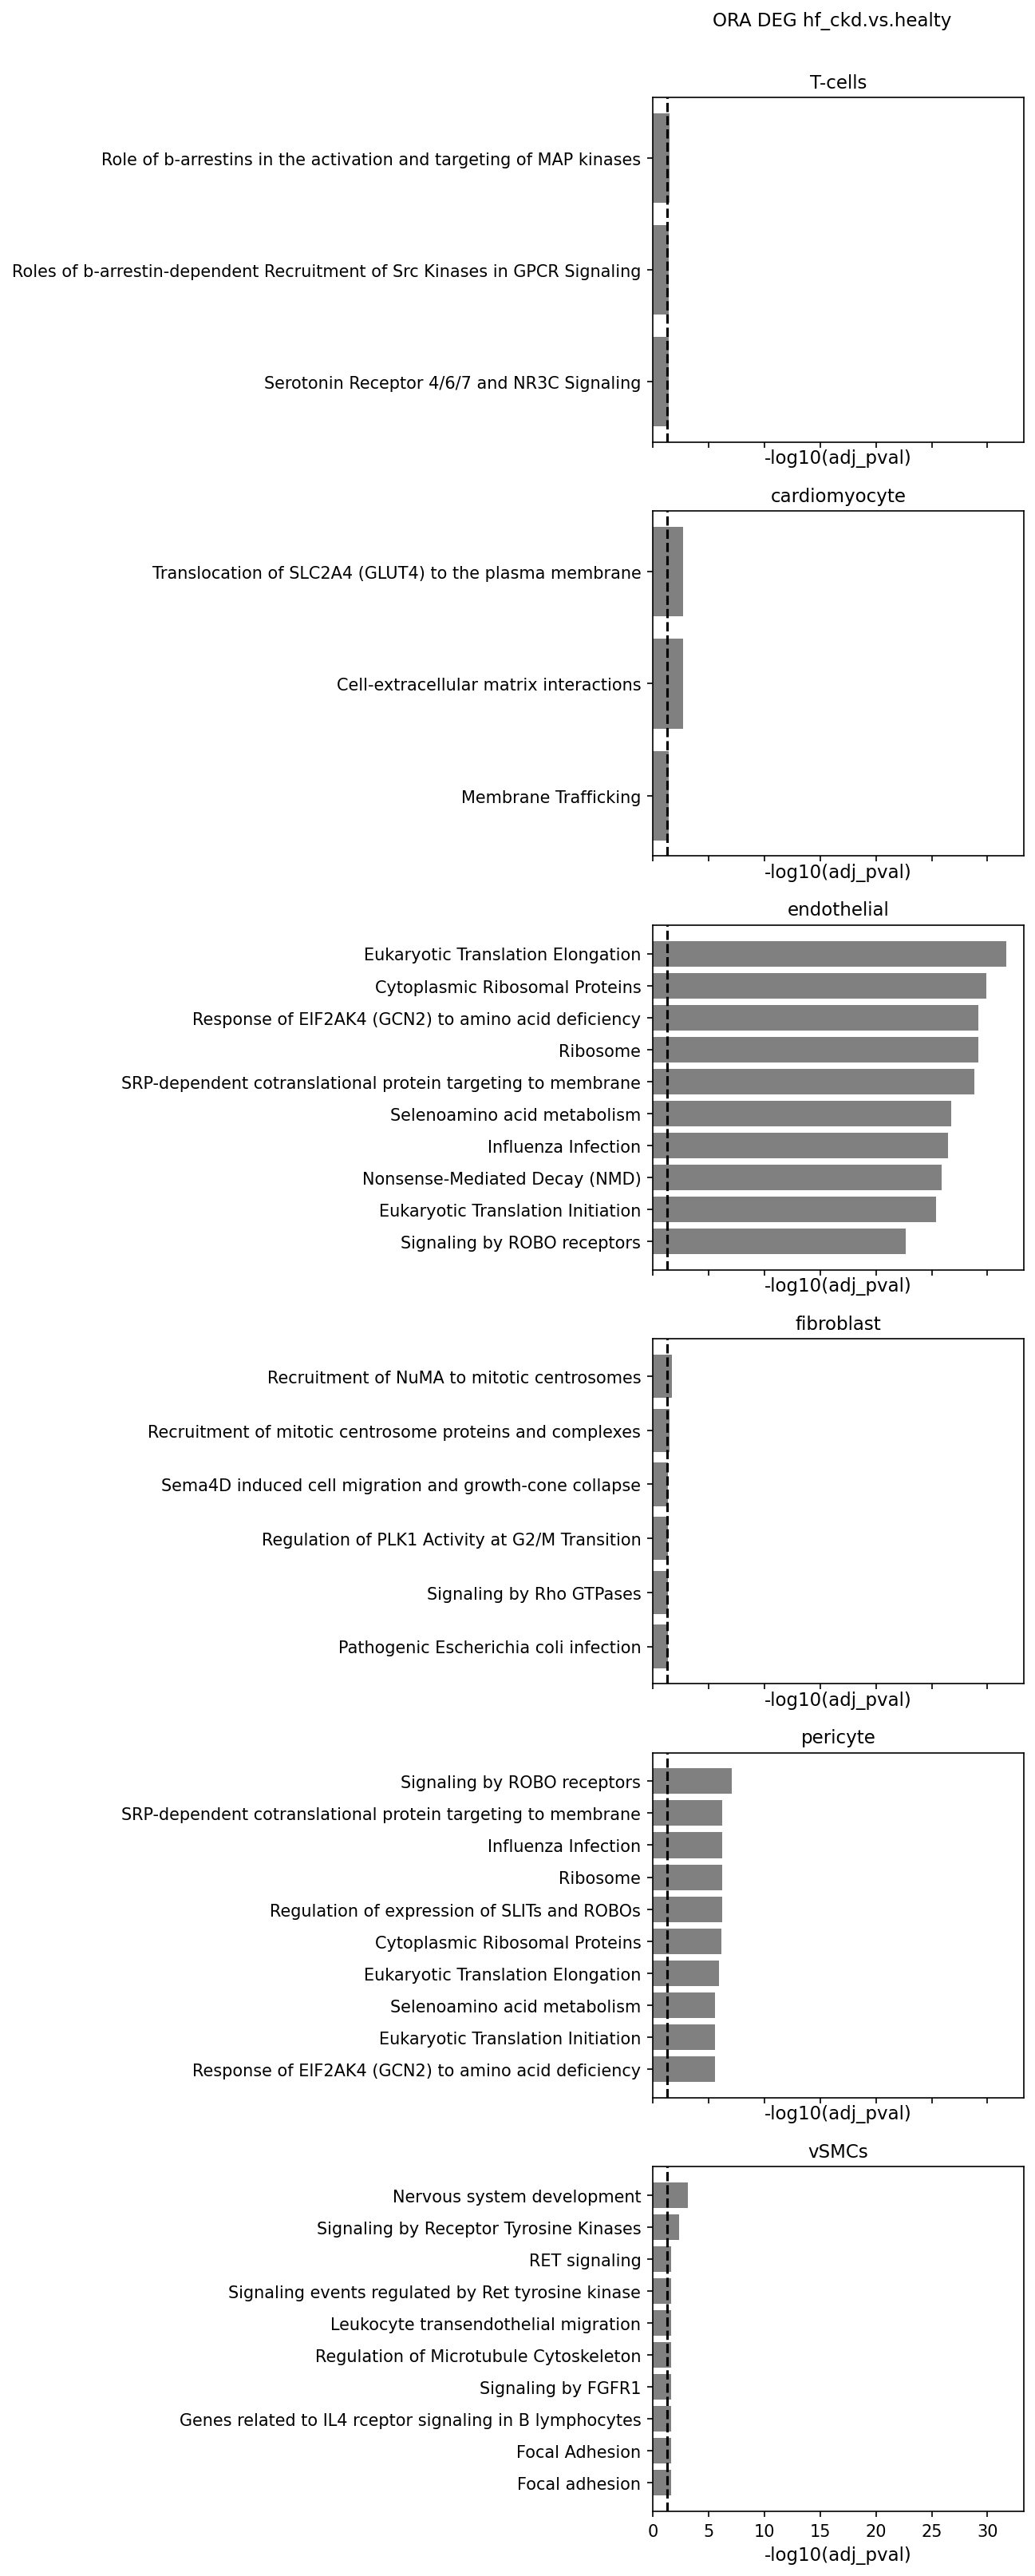 ORA DEG hf_ckd.vs.healty
T-cells
Role of b-arrestins in the activation and targeting of MAP kinases
Roles of b-arrestin-dependent Recruitment of Src Kinases in GPCR Signaling
Serotonin Receptor 4/6/7 and NR3C Signaling
-log10(adj_pval)
cardiomyocyte
Translocation of SLC2A4 (GLUT4) to the plasma membrane
Cell-extracellular matrix interactions
Membrane Trafficking
-log10(adj_pval)
endothelial
Eukaryotic Translation Elongation
Cytoplasmic Ribosomal Proteins
Response of EIF2AK4 (GCN2) to amino acid deficiency
Ribosome
SRP-dependent cotranslational protein targeting to membrane
Selenoamino acid metabolism
Influenza Infection
Nonsense-Mediated Decay (NMD)
Eukaryotic Translation Initiation
Signaling by ROBO receptors
-log10(adj_pval)
fibroblast
Recruitment of NuMA to mitotic centrosomes
Recruitment of mitotic centrosome proteins and complexes
Sema4D induced cell migration and growth-cone collapse
Regulation of PLK1 Activity at G2/M Transition
Signaling by Rho GTPases
Pathogenic Escherichia coli infection
-log10(adj_pval)
pericyte
Signaling by ROBO receptors
SRP-dependent cotranslational protein targeting to membrane
Influenza Infection
Ribosome
Regulation of expression of SLITs and ROBOs
Cytoplasmic Ribosomal Proteins
Eukaryotic Translation Elongation
Selenoamino acid metabolism
Eukaryotic Translation Initiation
Response of EIF2AK4 (GCN2) to amino acid deficiency
-log10(adj_pval)
vSMCs
Nervous system development
Signaling by Receptor Tyrosine Kinases
RET signaling
Signaling events regulated by Ret tyrosine kinase
Leukocyte transendothelial migration
Regulation of Microtubule Cytoskeleton
Signaling by FGFR1
Genes related to IL4 rceptor signaling in B lymphocytes
Focal Adhesion
Focal adhesion
0 5 10 15 20 25 30
-log10(adj_pval)